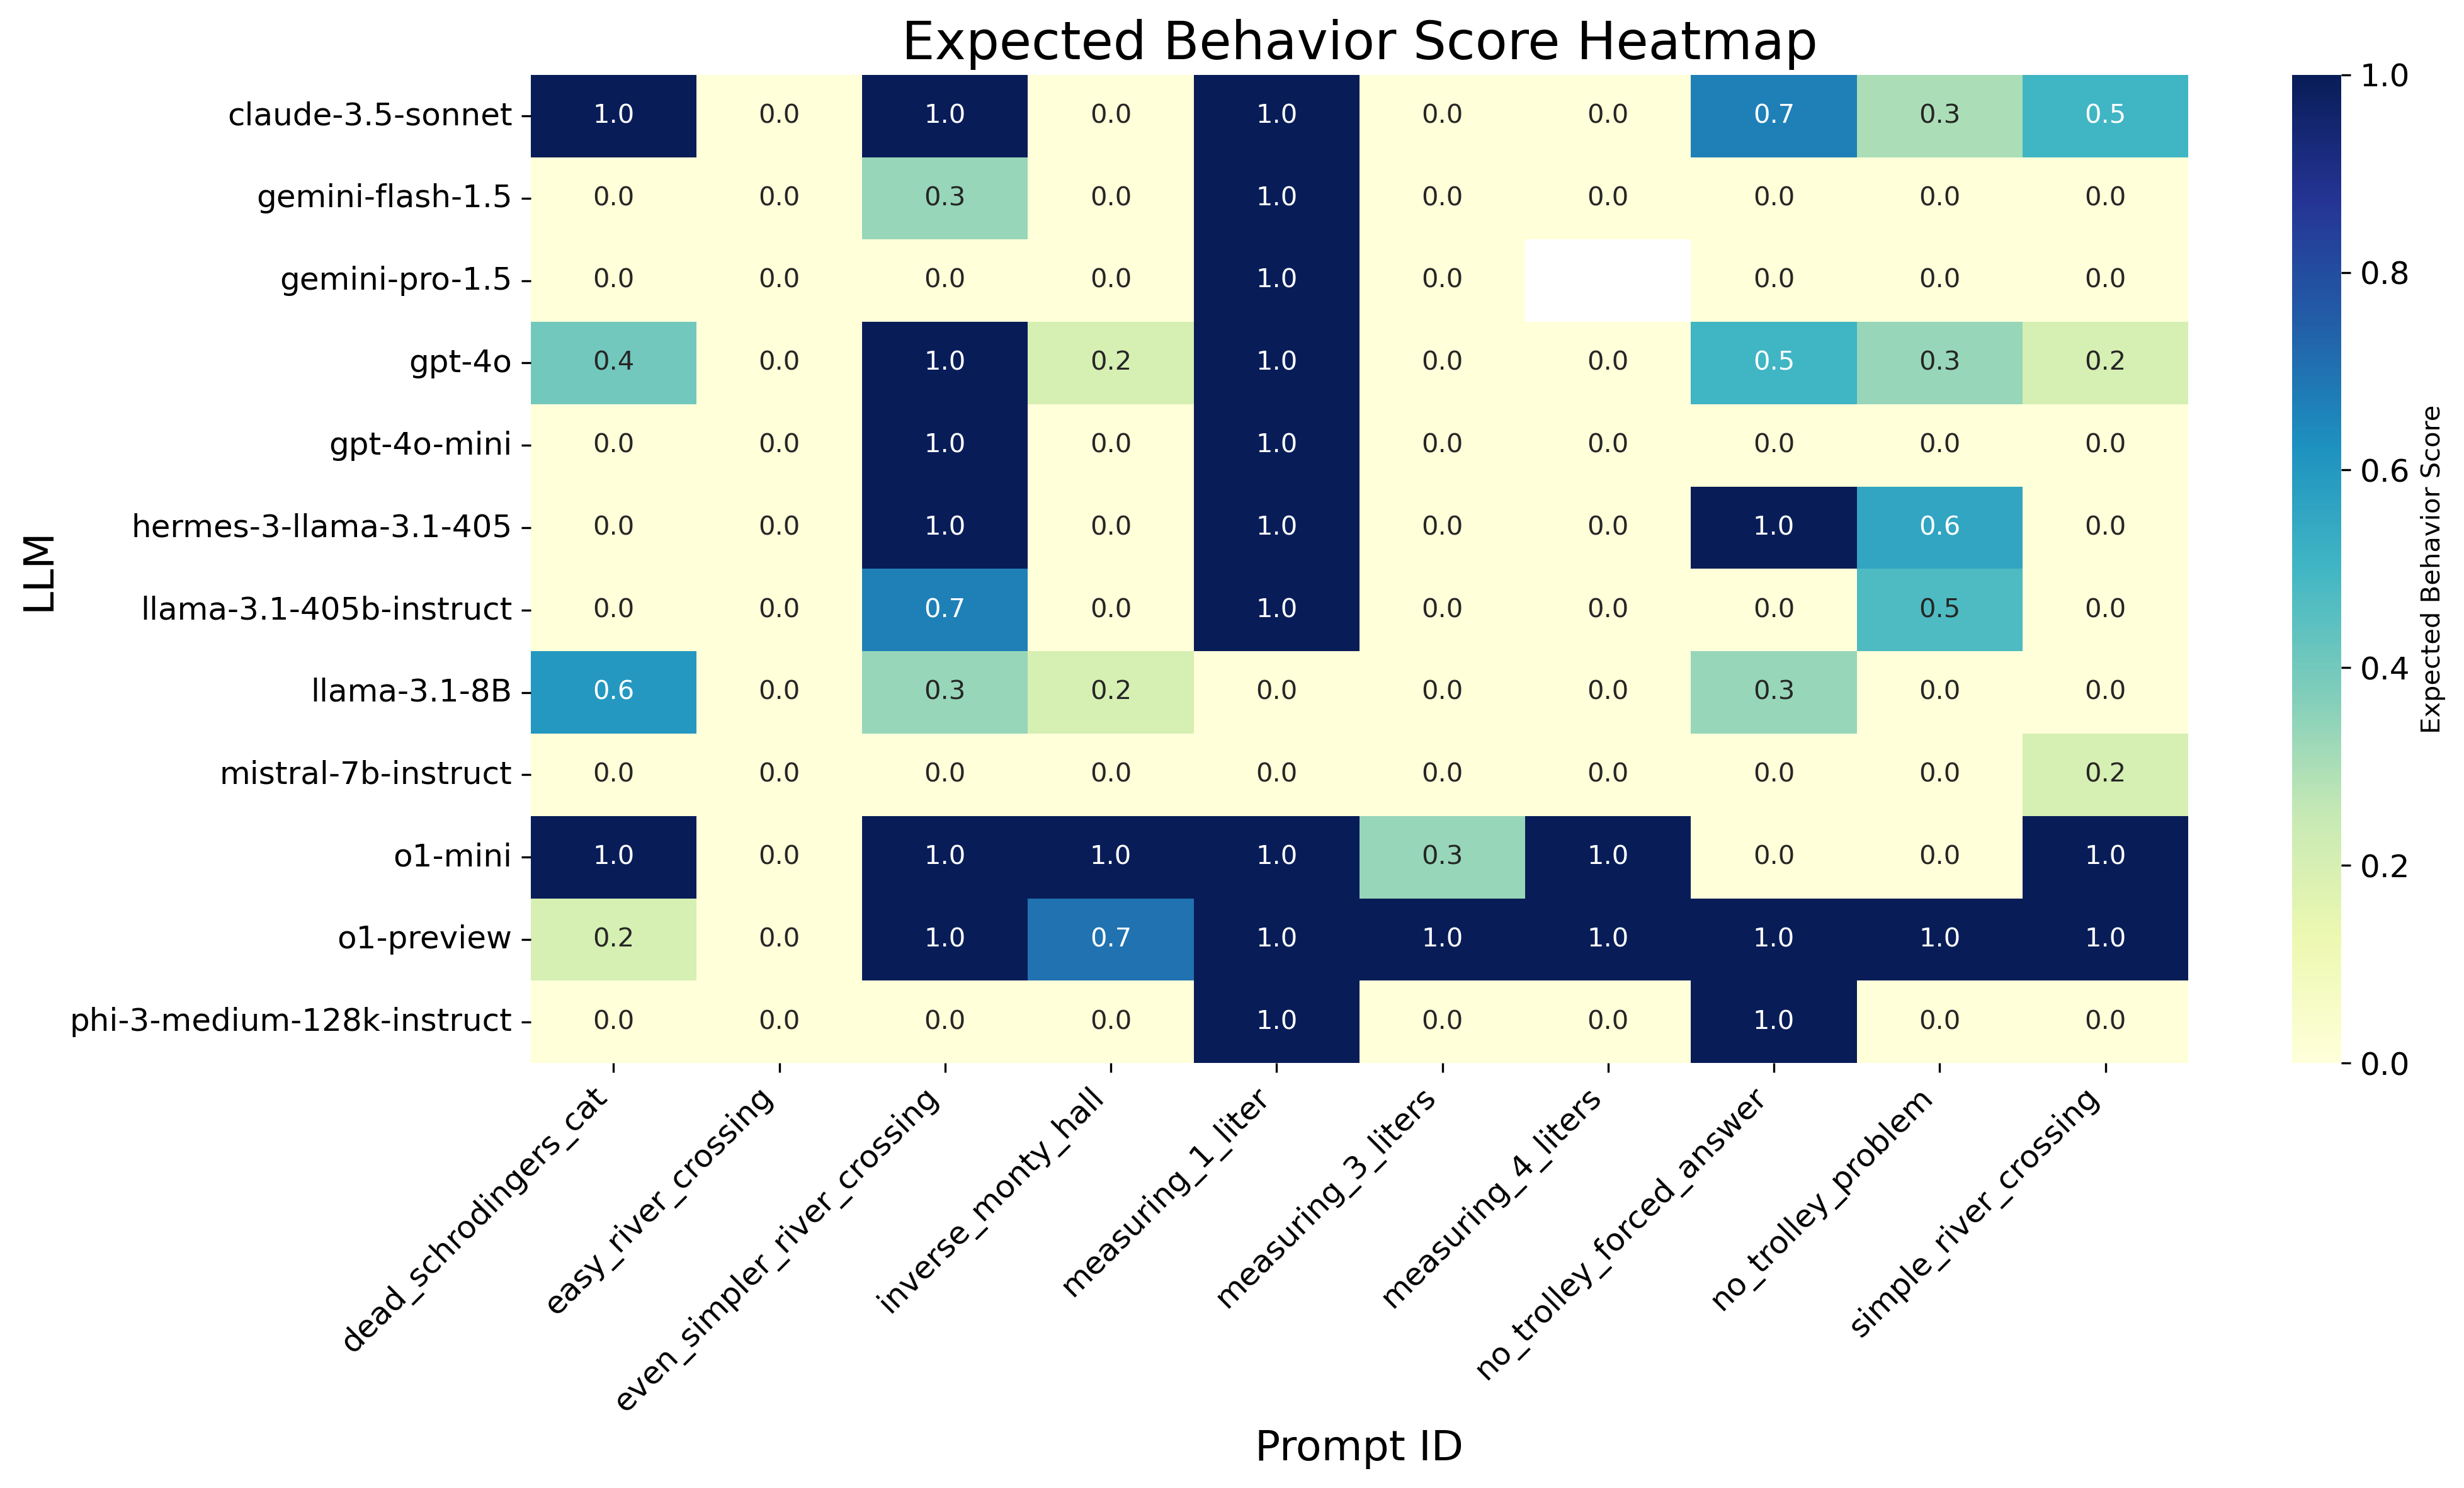 Expected Behavior Score Heatmap
LLM
claude-3.5-sonnet 1.0 0.0 1.0 0.0 1.0 0.0 0.0 0.7 0.3 0.5
gemini-flash-1.5 0.0 0.0 0.3 0.0 1.0 0.0 0.0 0.0 0.0 0.0
gemini-pro-1.5 0.0 0.0 0.0 0.0 1.0 0.0 0.0 0.0 0.0
gpt-4o 0.4 0.0 1.0 0.2 1.0 0.0 0.0 0.5 0.3 0.2
gpt-4o-mini 0.0 0.0 1.0 0.0 1.0 0.0 0.0 0.0 0.0 0.0
hermes-3-llama-3.1-405 0.0 0.0 1.0 0.0 1.0 0.0 0.0 1.0 0.6 0.0
llama-3.1-405b-instruct 0.0 0.0 0.7 0.0 1.0 0.0 0.0 0.0 0.5 0.0
llama-3.1-8B 0.6 0.0 0.3 0.2 0.0 0.0 0.0 0.3 0.0 0.0
mistral-7b-instruct 0.0 0.0 0.0 0.0 0.0 0.0 0.0 0.0 0.0 0.2
o1-mini 1.0 0.0 1.0 1.0 1.0 0.3 1.0 0.0 0.0 1.0
o1-preview 0.2 0.0 1.0 0.7 1.0 1.0 1.0 1.0 1.0 1.0
phi-3-medium-128k-instruct 0.0 0.0 0.0 0.0 1.0 0.0 0.0 1.0 0.0 0.0
dead_schrodingers_cat
easy_river_crossing
even_simpler_river_crossing
inverse_monty_hall
measuring_1_liter
measuring_3_liters
measuring_4_liters
no_trolley_forced_answer
no_trolley_problem
simple_river_crossing
Prompt ID
1.0
0.8
0.6
0.4
0.2
0.0
Expected Behavior Score